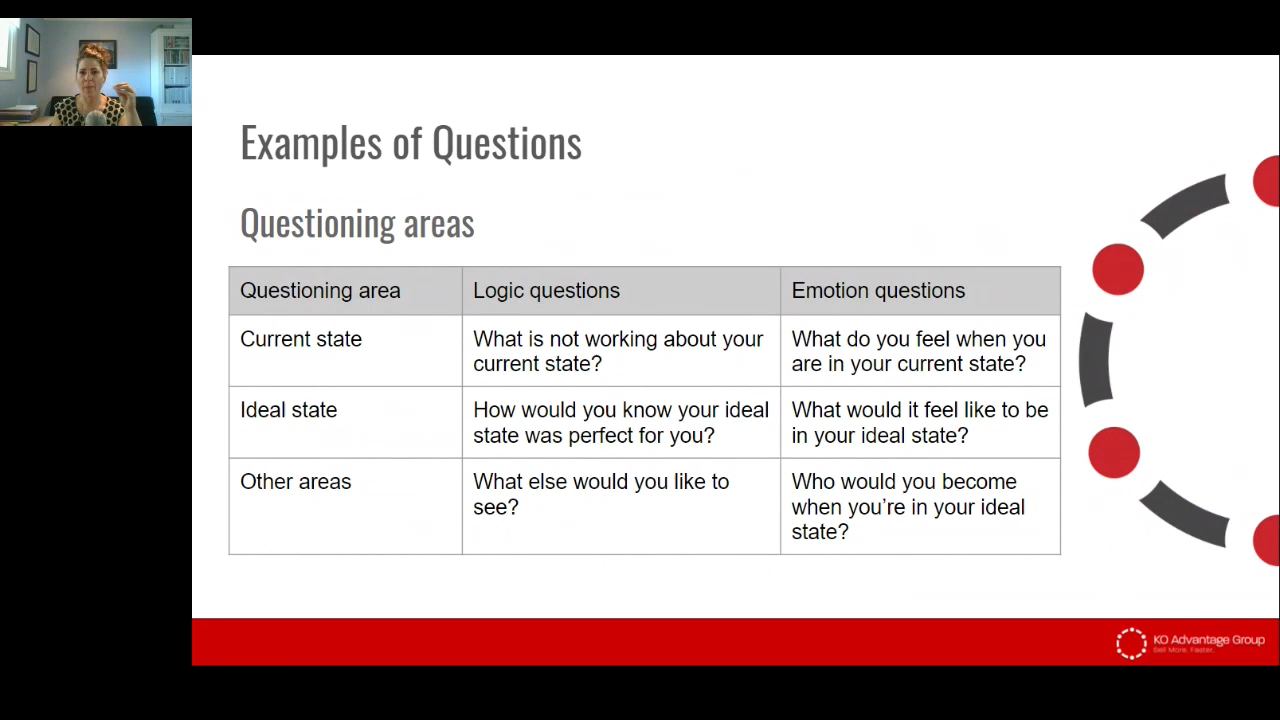 Examples of Questions
Questioning areas
Questioning area
Logic questions
Emotion questions
Current state
What is not working about your
current state?
What do you feel when you
are in your current state?
Ideal state
How would you know your ideal
state was perfect for you?
What would it feel like to be
in your ideal state?
Other areas
What else would you like to
see?
Who would you become
when you’re in your ideal
state?
KO Advantage Group
Sell More. Faster.